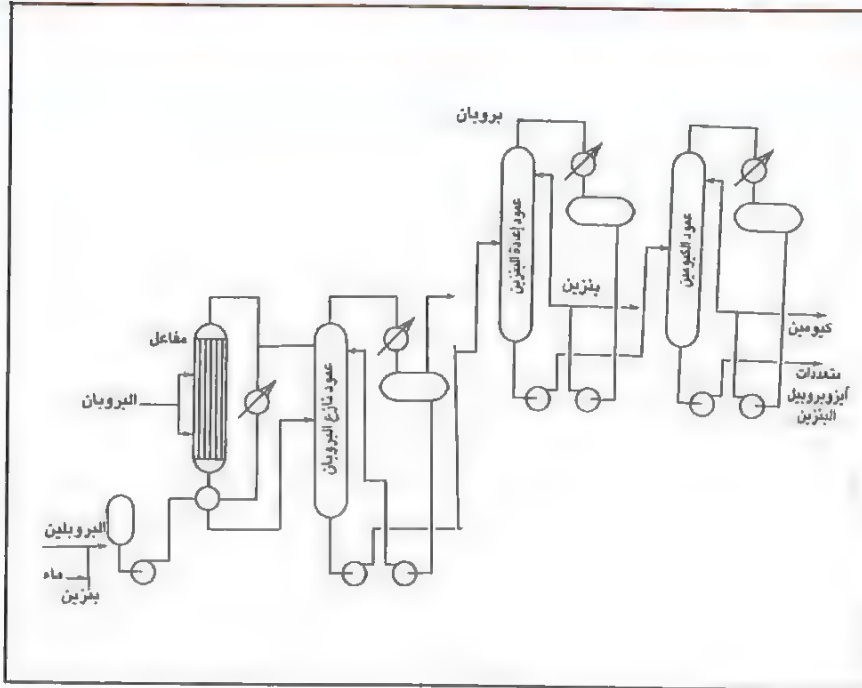 بروبان
عمود إعادة البنزين
عمود الكيومين
بنزين
كيومين
متعددات
أيزوبروبيل
البنزين
مفاعل
البروبان
عمود نازع البروبان
البروبلين
ماء
بنزين